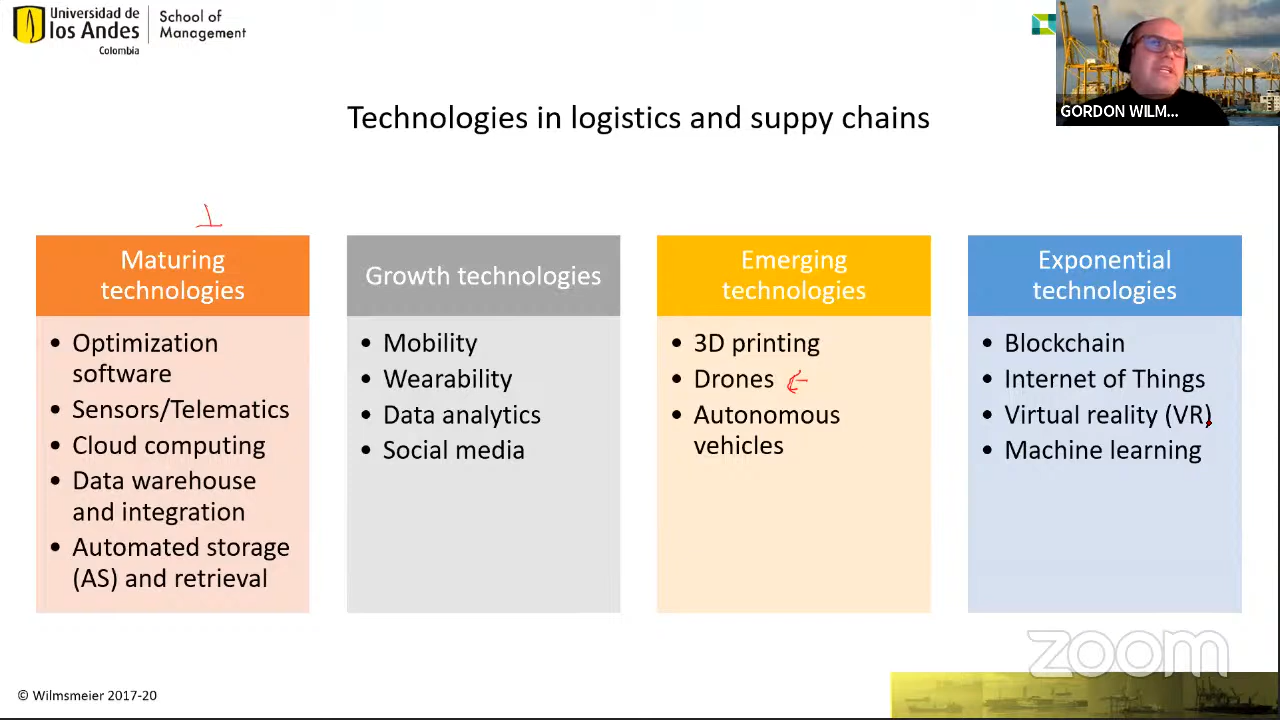 Universidad de
los Andes
Colombia
School of
Management
GORDON WILM...
Technologies in logistics and suppy chains
Maturing
technologies
• Optimization
software
• Sensors/Telematics
• Cloud computing
• Data warehouse
and integration
• Automated storage
(AS) and retrieval
Growth technologies
• Mobility
• Wearability
• Data analytics
• Social media
Emerging
technologies
• 3D printing
• Drones
• Autonomous
vehicles
Exponential
technologies
• Blockchain
• Internet of Things
• Virtual reality (VR)
• Machine learning
zoom
© Wilmsmeier 2017-20